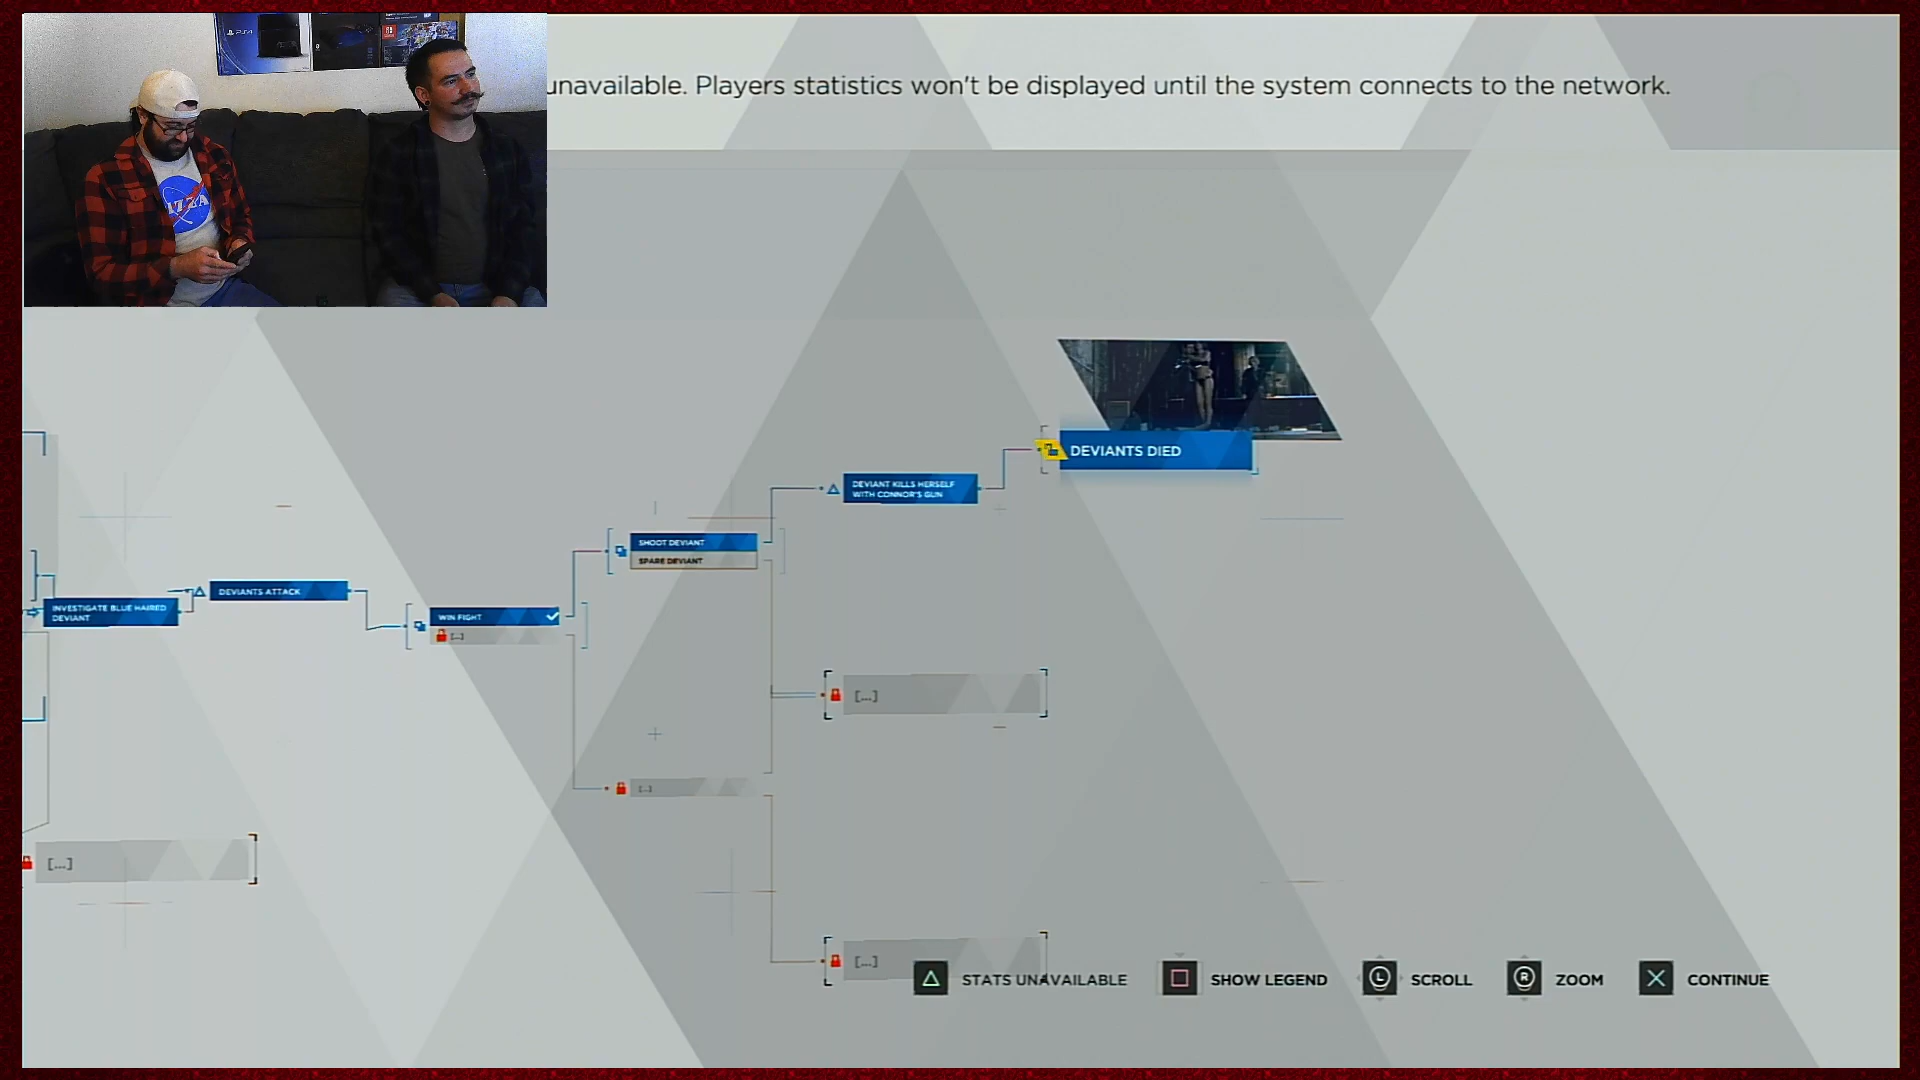 PS4
unavailable. Players statistics won't be displayed until the system connects to the network.
DEVIANTS DIED
DEVIANT KILLS HERSELF
WITH CONNOR'S GUN
SHOOT DEVIANT
SPARE DEVIANT
DEVIANTS ATTACK
INVESTIGATE BLUE HAIRED
DEVIANT
WIN FIGHT
[...]
[...]
[...]
[...]
[...]
STATS UNAVAILABLE
SHOW LEGEND
L
SCROLL
R
ZOOM
CONTINUE